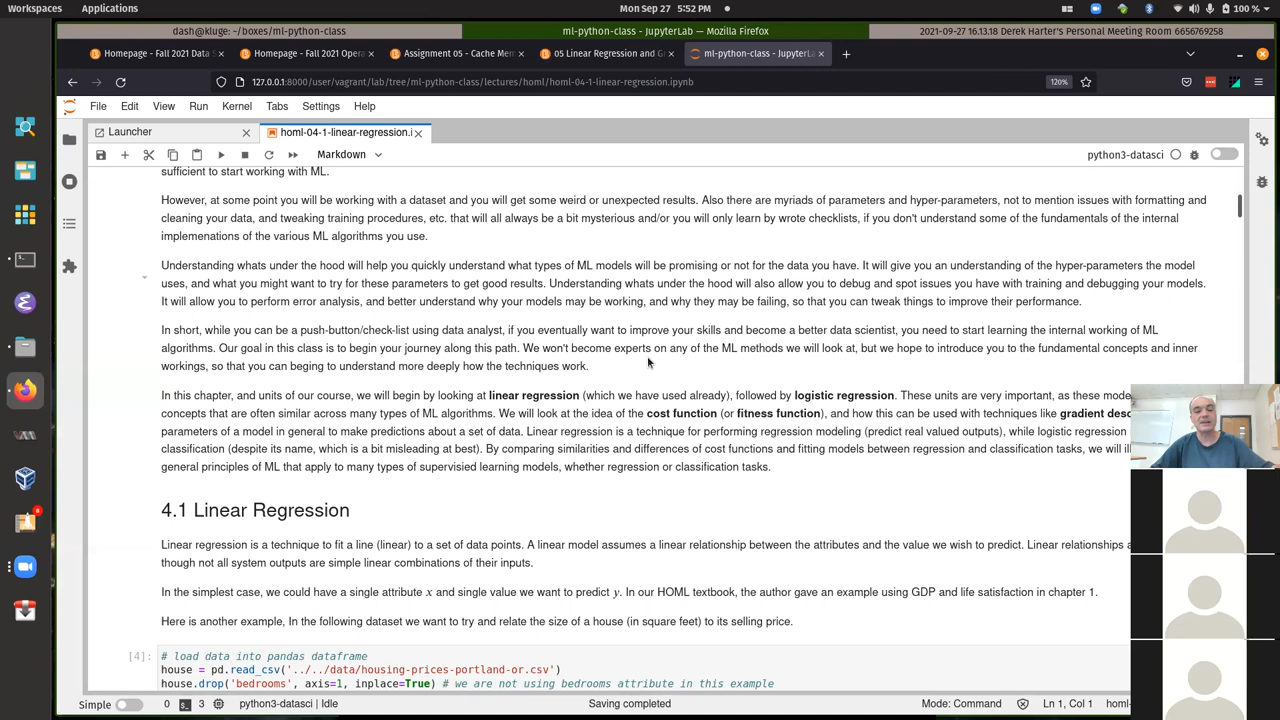 Workspaces
Applications
Mon Sep 27 5:52 PM
100 %
dash@kluge: ~/boxes/ml-python-class
ml-python-class - JupyterLab — Mozilla Firefox
2021-09-27 16.13.18 Derek Harter's Personal Meeting Room 6656769258
Homepage - Fall 2021 Data S
Homepage - Fall 2021 Opera
Assignment 05 - Cache Mem
05 Linear Regression and G
ml-python-class - JupyterLab
127.0.0.1:8000/user/vagrant/lab/tree/ml-python-class/lectures/homl/homl-04-1-linear-regression.ipynb
120%
File Edit View Run Kernel Tabs Settings Help
Launcher
homl-04-1-linear-regression.i
Markdown
python3-datasci
sufficient to start working with ML.
However, at some point you will be working with a dataset and you will get some weird or unexpected results. Also there are myriads of parameters and hyper-parameters, not to mention issues with formatting and
cleaning your data, and tweaking training procedures, etc. that will all always be a bit mysterious and/or you will only learn by wrote checklists, if you don't understand some of the fundamentals of the internal
implemenations of the various ML algorithms you use.
Understanding whats under the hood will help you quickly understand what types of ML models will be promising or not for the data you have. It will give you an understanding of the hyper-parameters the model
uses, and what you might want to try for these parameters to get good results. Understanding whats under the hood will also allow you to debug and spot issues you have with training and debugging your models.
It will allow you to perform error analysis, and better understand why your models may be working, and why they may be failing, so that you can tweak things to improve their performance.
In short, while you can be a push-button/check-list using data analyst, if you eventually want to improve your skills and become a better data scientist, you need to start learning the internal working of ML
algorithms. Our goal in this class is to begin your journey along this path. We won't become experts on any of the ML methods we will look at, but we hope to introduce you to the fundamental concepts and inner
workings, so that you can beging to understand more deeply how the techniques work.
In this chapter, and units of our course, we will begin by looking at linear regression (which we have used already), followed by logistic regression. These units are very important, as these mode
concepts that are often similar across many types of ML algorithms. We will look at the idea of the cost function (or fitness function), and how this can be used with techniques like gradient desc
parameters of a model in general to make predictions about a set of data. Linear regression is a technique for performing regression modeling (predict real valued outputs), while logistic regression
classification (despite its name, which is a bit misleading at best). By comparing similarities and differences of cost functions and fitting models between regression and classification tasks, we will ill
general principles of ML that apply to many types of supervisied learning models, whether regression or classification tasks.
4.1 Linear Regression
Linear regression is a technique to fit a line (linear) to a set of data points. A linear model assumes a linear relationship between the attributes and the value we wish to predict. Linear relationships a
though not all system outputs are simple linear combinations of their inputs.
In the simplest case, we could have a single attribute x and single value we want to predict y. In our HOML textbook, the author gave an example using GDP and life satisfaction in chapter 1.
Here is another example, In the following dataset we want to try and relate the size of a house (in square feet) to its selling price.
[4]: # load data into pandas dataframe
house = pd.read_csv('../../data/housing-prices-portland-or.csv')
house.drop('bedrooms', axis=1, inplace=True) # we are not using bedrooms attribute in this example
Simple 0 3 python3-datasci | Idle
Saving completed
Mode: Command
Ln 1, Col 1
homl-